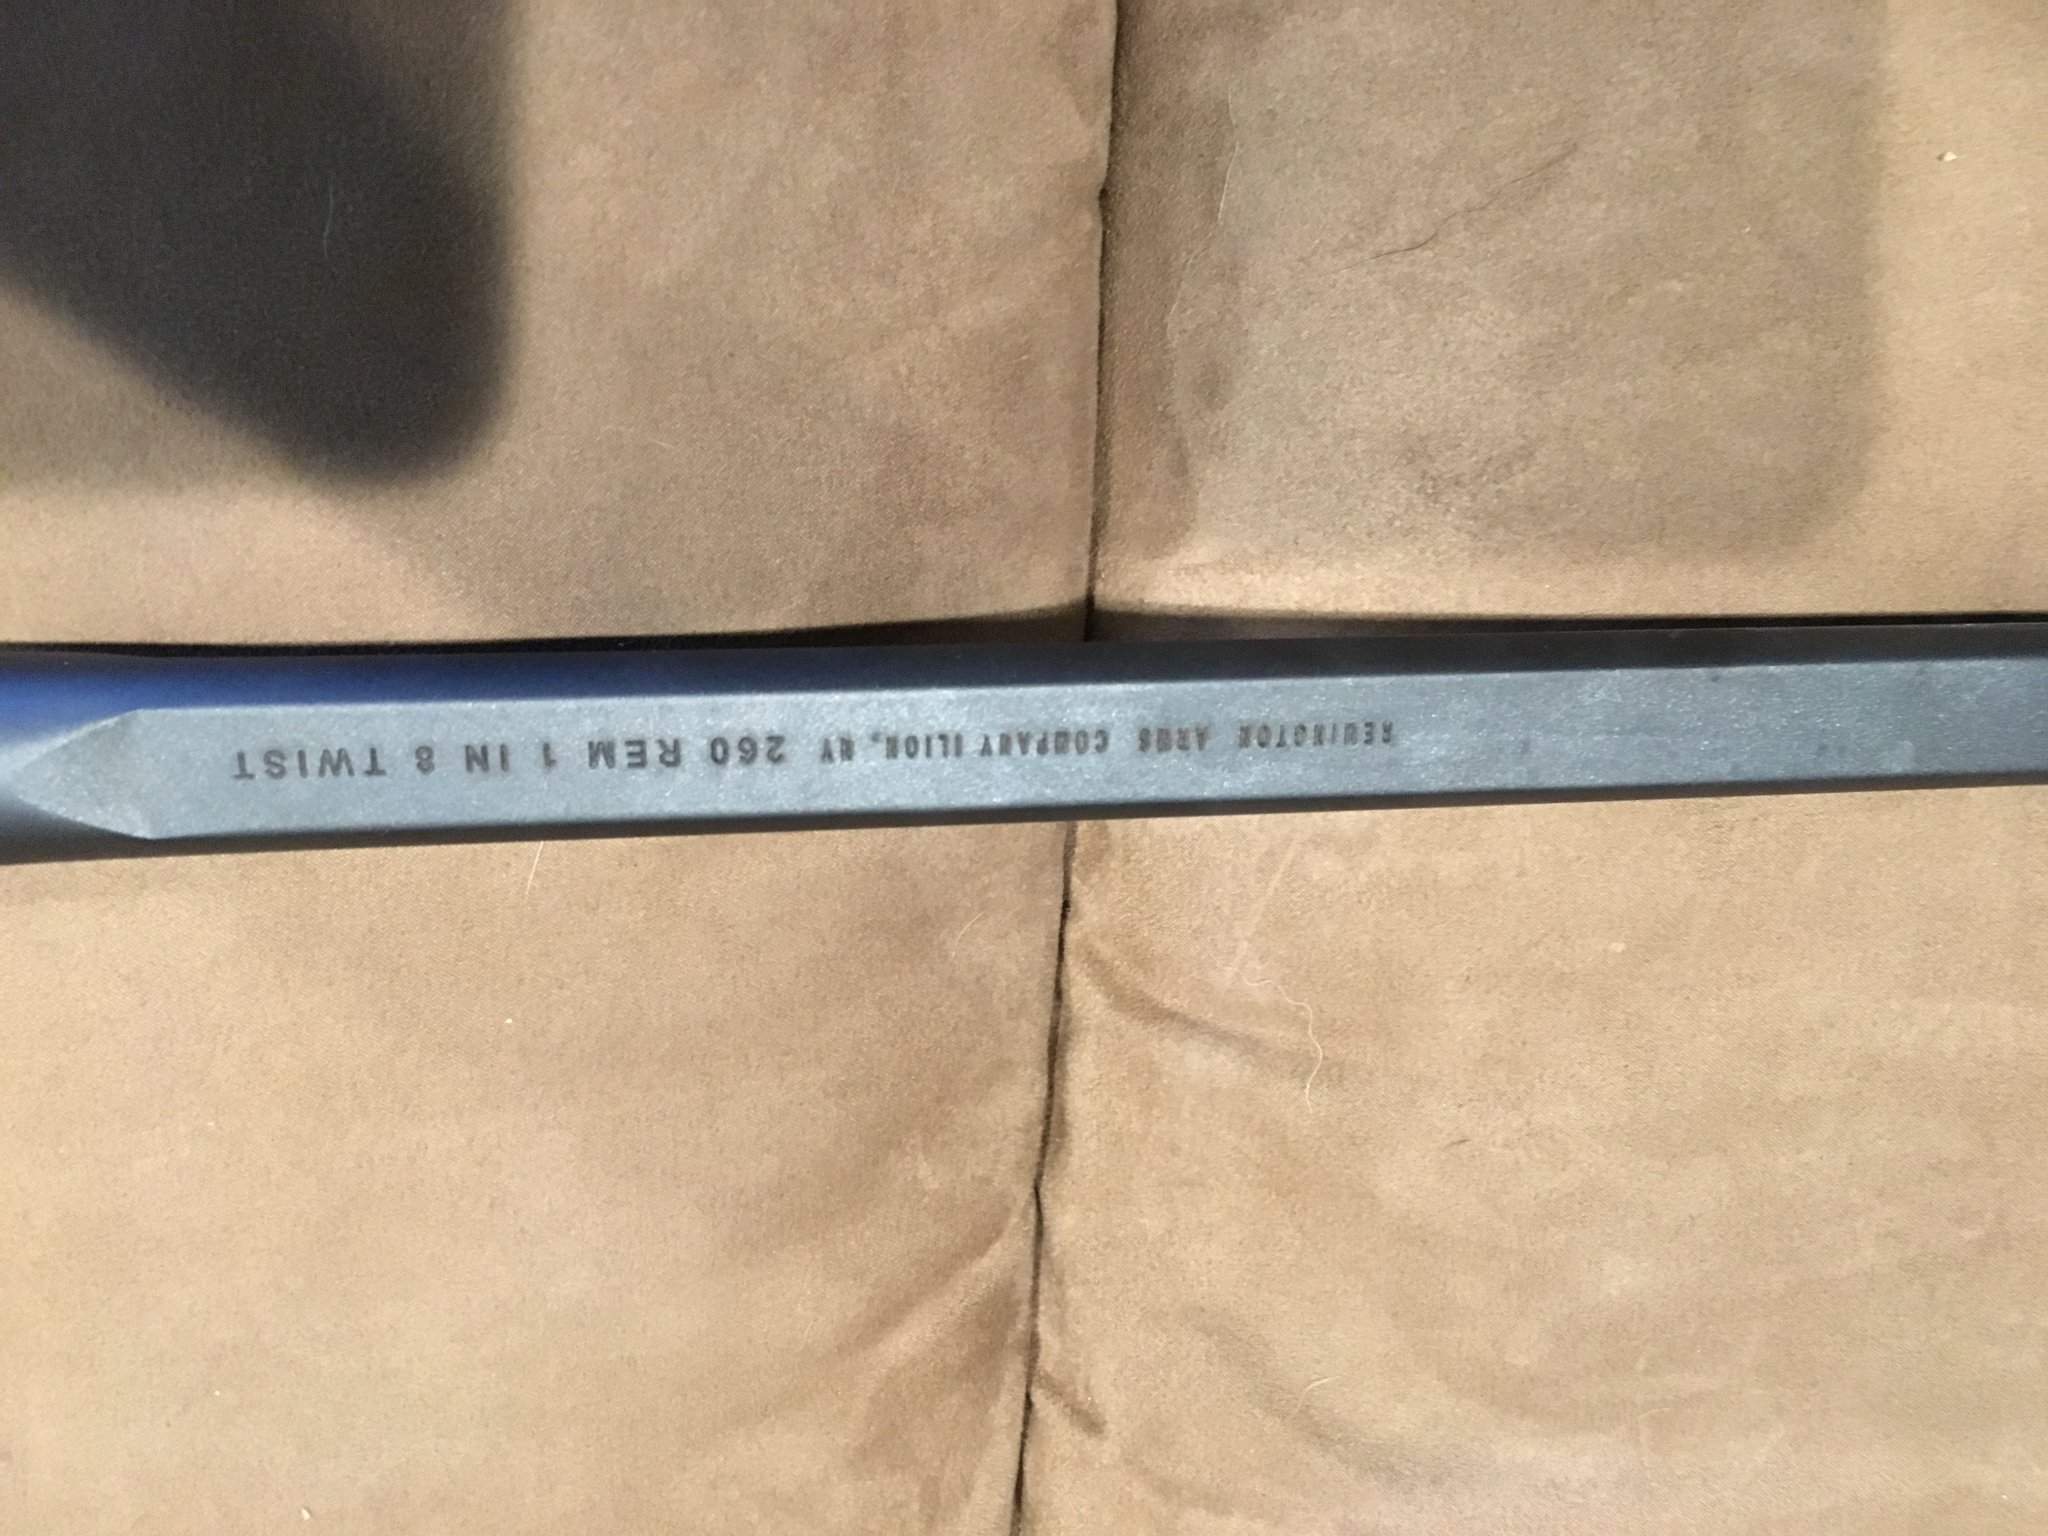 REMINGTON ARMS COMPANY ILION, NY 260 REM 1 IN 8 TWIST